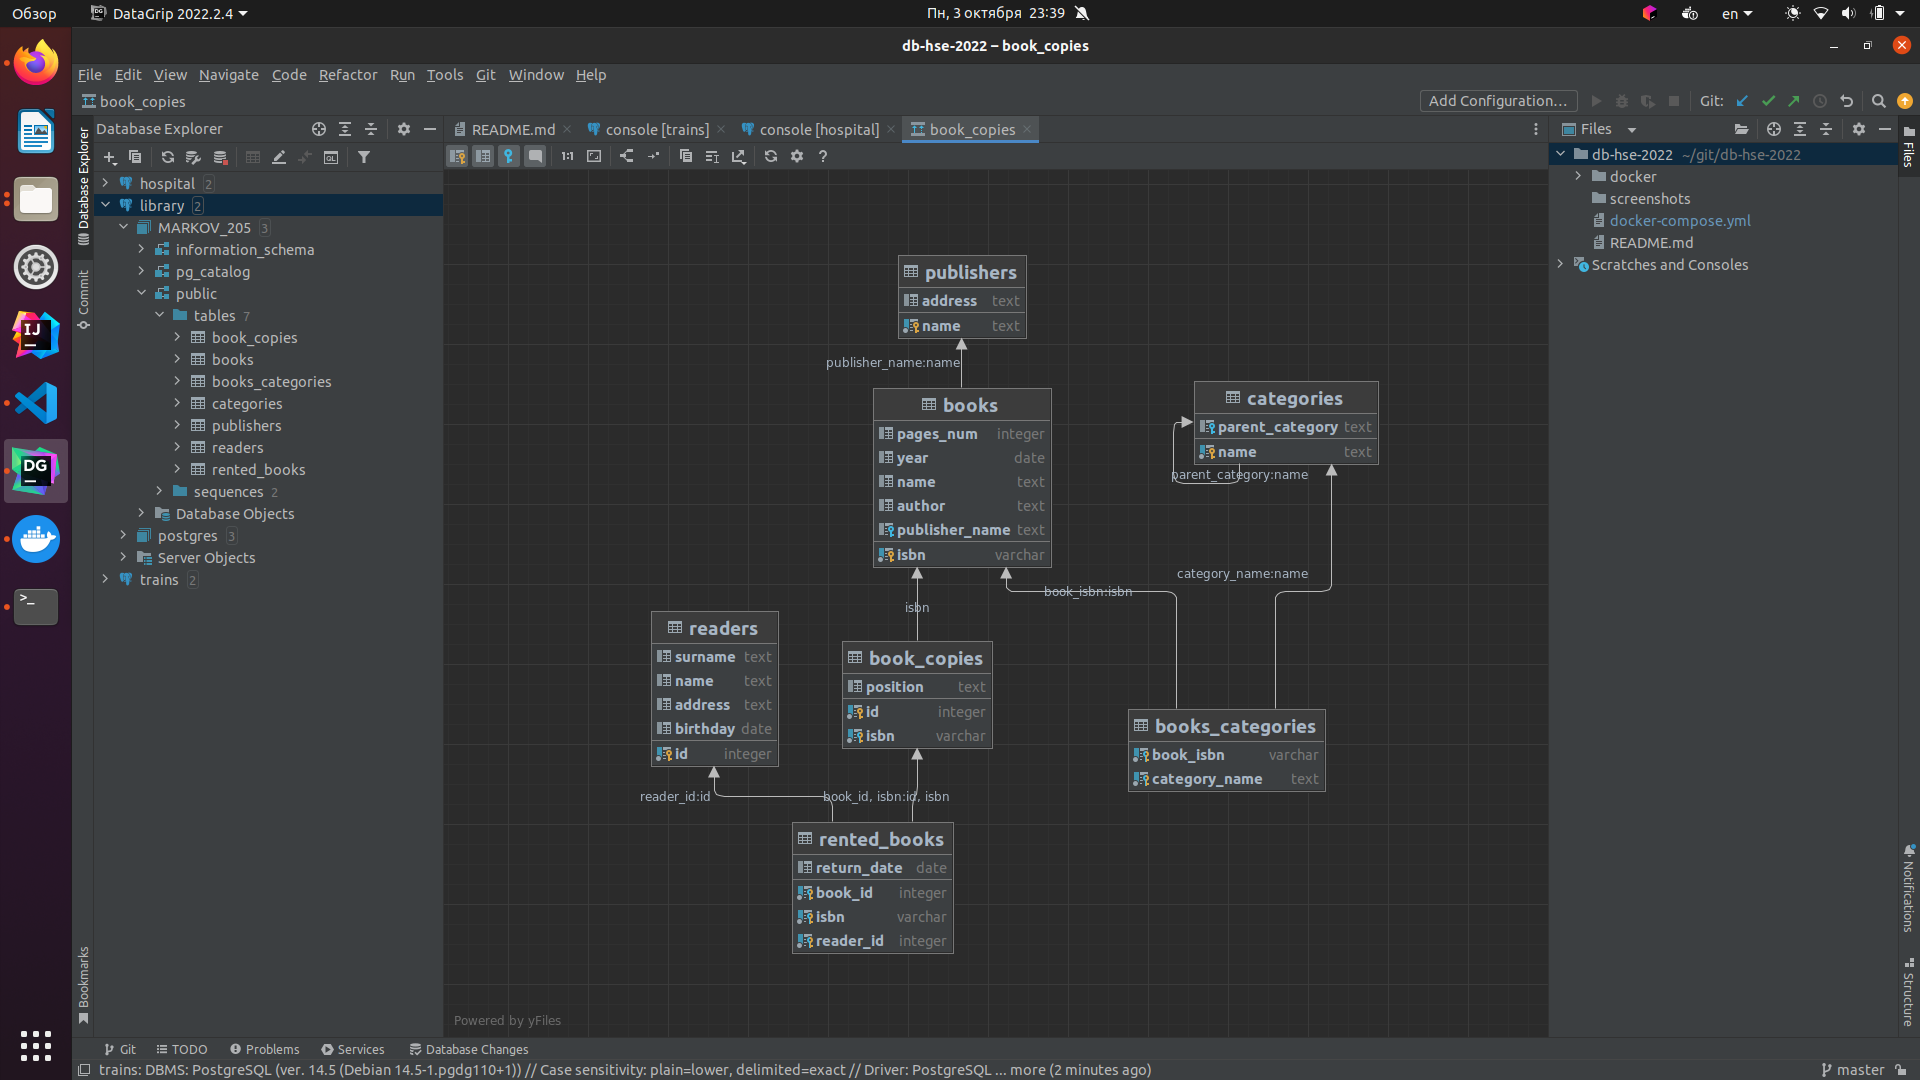 Обзор
DataGrip 2022.2.4
Пн, 3 октября 23:39
en
db-hse-2022 – book_copies
File Edit View Navigate Code Refactor Run Tools Git Window Help
book_copies
Add Configuration...
Git:
Database Explorer
README.md
console [trains]
console [hospital]
book_copies
Files
1:1
?
Database Explorer
Commit
Bookmarks
hospital 2
library 2
MARKOV_205 3
information_schema
pg_catalog
public
tables 7
book_copies
books
books_categories
categories
publishers
readers
rented_books
sequences 2
Database Objects
postgres 3
Server Objects
trains 2
publishers
address text
name text
publisher_name:name
books
pages_num integer
year date
name text
author text
publisher_name text
isbn varchar
categories
parent_category text
name text
parent_category:name
category_name:name
book_isbn:isbn
isbn
readers
surname text
name text
address text
birthday date
id integer
book_copies
position text
id integer
isbn varchar
books_categories
book_isbn varchar
category_name text
reader_id:id
book_id, isbn:id, isbn
rented_books
return_date date
book_id integer
isbn varchar
reader_id integer
Powered by yFiles
db-hse-2022 ~/git/db-hse-2022
docker
screenshots
docker-compose.yml
README.md
Scratches and Consoles
Files
Notifications
Structure
Git
TODO
Problems
Services
Database Changes
trains: DBMS: PostgreSQL (ver. 14.5 (Debian 14.5-1.pgdg110+1)) // Case sensitivity: plain=lower, delimited=exact // Driver: PostgreSQL ... more (2 minutes ago)
master